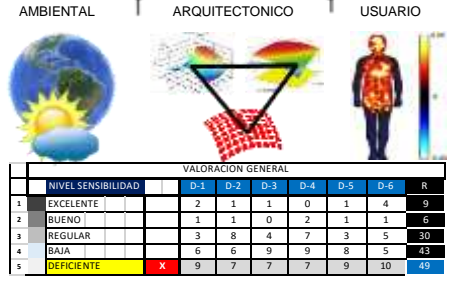 AMBIENTAL ARQUITECTONICO USUARIO
VALORACION GENERAL
NIVEL SENSIBILIDAD D-1 D-2 D-3 D-4 D-5 D-6 R
1 EXCELENTE 2 1 1 0 1 4 9
2 BUENO 1 1 0 2 1 1 6
3 REGULAR 3 8 4 7 3 5 30
4 BAJA 6 6 9 9 8 5 43
5 DEFICIENTE X 9 7 7 7 9 10 49